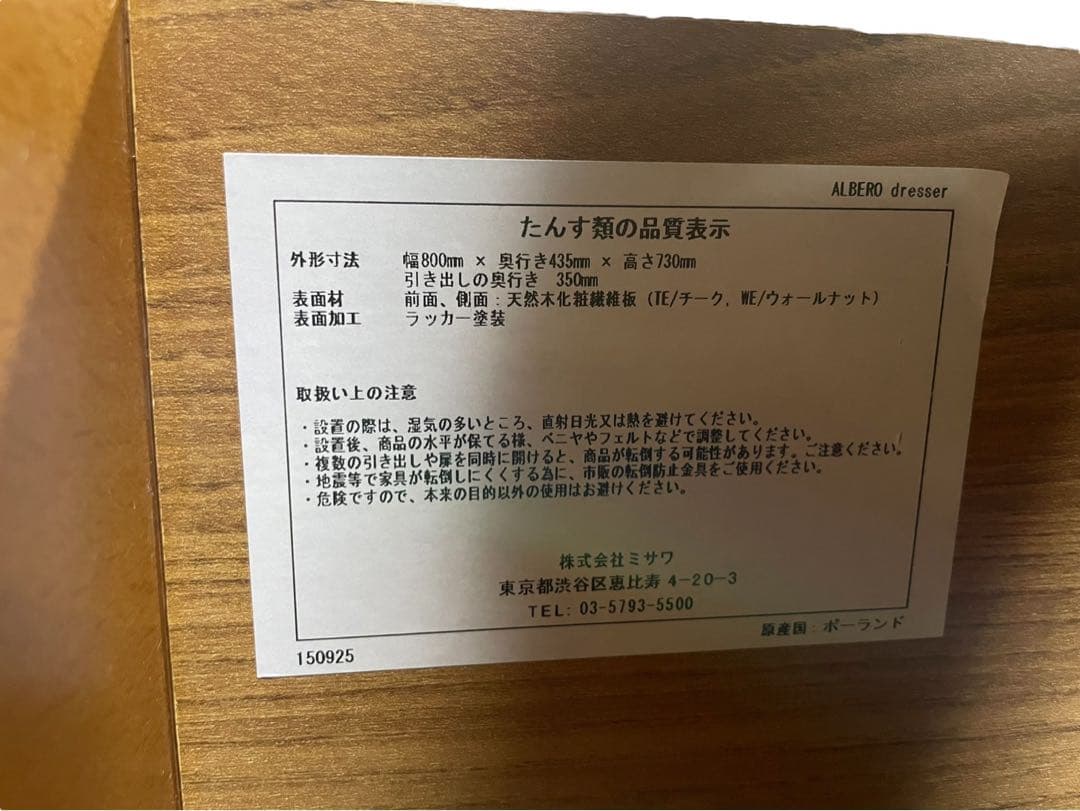 ALBERO dresser
たんす類の品質表示
外形寸法 幅800mm × 奥行き435mm × 高さ730mm
引き出しの奥行き 350mm
表面材 前面、側面:天然木化粧繊維板 (TE/チーク, WE/ウォールナット)
表面加工 ラッカー塗装
取扱い上の注意
・設置の際は、湿気の多いところ、直射日光又は熱を避けてください。
・設置後、商品の水平が保てる様、ベニヤやフェルトなどで調整してください。
・複数の引き出しや扉を同時に開けると、商品が転倒する可能性があります。ご注意ください。
・地震等で家具が転倒しにくくする為に、市販の転倒防止金具をご使用ください。
・危険ですので、本来の目的以外の使用はお避けください。
株式会社ミサワ
東京都渋谷区恵比寿 4-20-3
TEL: 03-5793-5500
原産国:ポーランド
150925